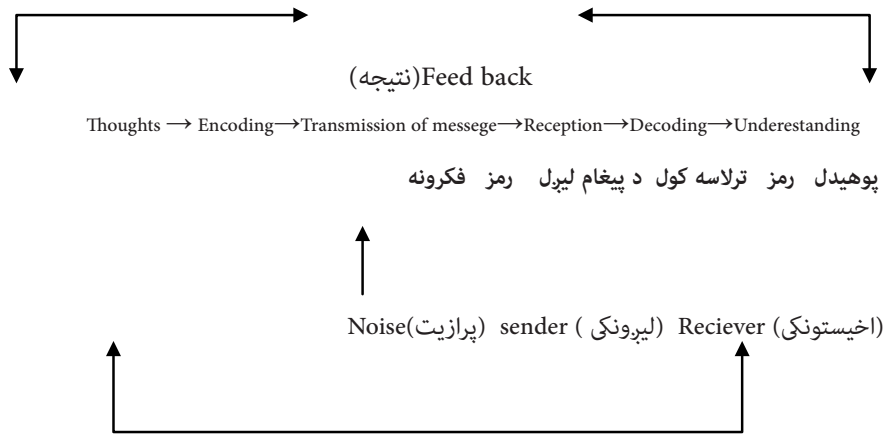 Feed back(نتیجه)
Thoughts → Encoding→Transmission of messege→Reception→Decoding→Underestanding
پوهیدل رمز ترلاسه کول د پیغام لیږل رمز فکرونه
Noise(پرازیت) sender ( لیږونکی) Reciever (اخیستونکی)